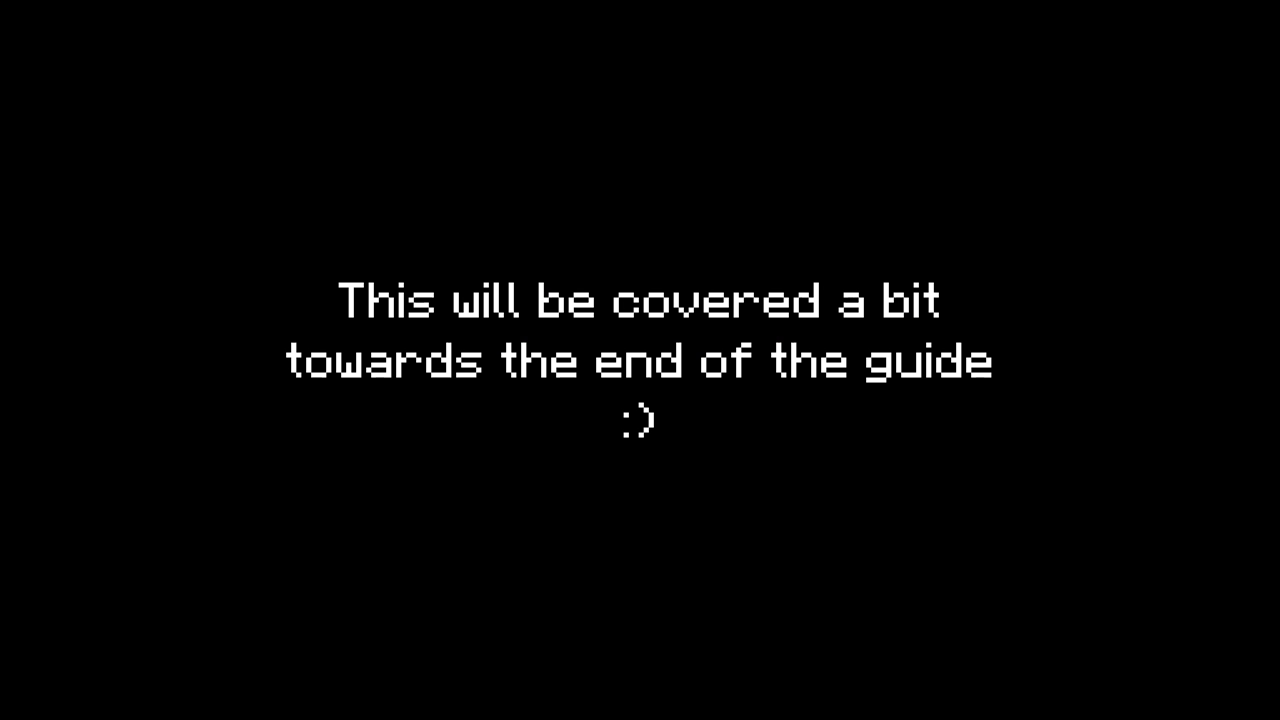 This will be covered a bit
towards the end of the guide
:)